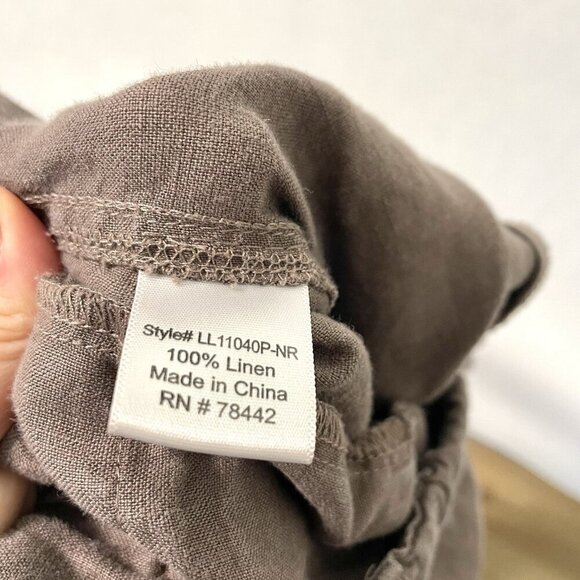 Style# LL11040P-NR
100% Linen
Made in China
RN # 78442